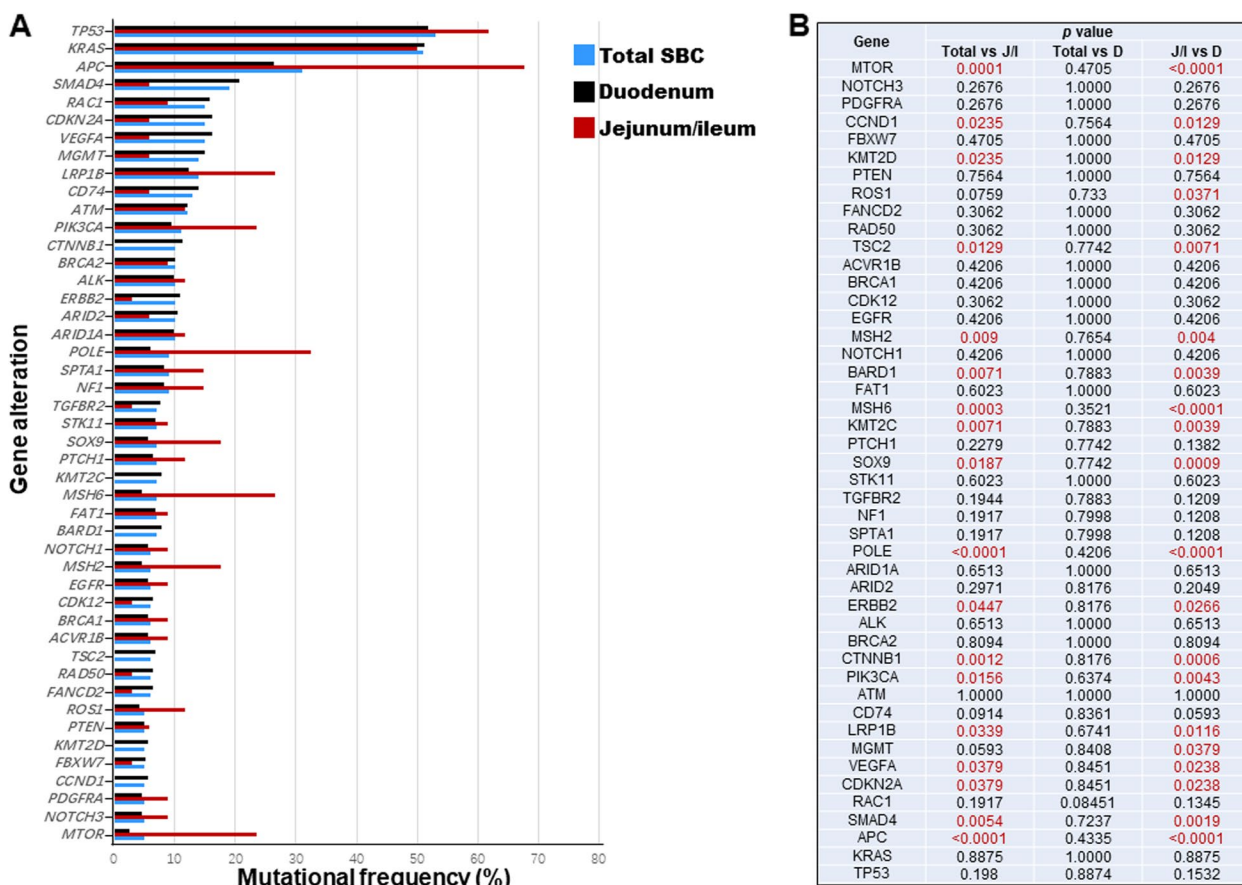 A
Gene alteration
TP53
KRAS
APC
SMAD4
RAC1
CDKN2A
VEGFA
MGMT
LRP1B
CD74
ATM
PIK3CA
CTNNB1
BRCA2
ALK
ERBB2
ARID2
ARID1A
POLE
SPTA1
NF1
TGFBR2
STK11
SOX9
PTCH1
KMT2C
MSH6
FAT1
BARD1
NOTCH1
MSH2
EGFR
CDK12
BRCA1
ACVR1B
TSC2
RAD50
FANCD2
ROS1
PTEN
KMT2D
FBXW7
CCND1
PDGFRA
NOTCH3
MTOR
0 10 20 30 40 50 60 70 80
Mutational frequency (%)
Total SBC
Duodenum
Jejunum/ileum
B
Gene p value
Total vs J/I Total vs D J/I vs D
MTOR 0.0001 0.4705 <0.0001
NOTCH3 0.2676 1.0000 0.2676
PDGFRA 0.2676 1.0000 0.2676
CCND1 0.0235 0.7564 0.0129
FBXW7 0.4705 1.0000 0.4705
KMT2D 0.0235 1.0000 0.0129
PTEN 0.7564 1.0000 0.7564
ROS1 0.0759 0.733 0.0371
FANCD2 0.3062 1.0000 0.3062
RAD50 0.3062 1.0000 0.3062
TSC2 0.0129 0.7742 0.0071
ACVR1B 0.4206 1.0000 0.4206
BRCA1 0.4206 1.0000 0.4206
CDK12 0.3062 1.0000 0.3062
EGFR 0.4206 1.0000 0.4206
MSH2 0.009 0.7654 0.004
NOTCH1 0.4206 1.0000 0.4206
BARD1 0.0071 0.7883 0.0039
FAT1 0.6023 1.0000 0.6023
MSH6 0.0003 0.3521 <0.0001
KMT2C 0.0071 0.7883 0.0039
PTCH1 0.2279 0.7742 0.1382
SOX9 0.0187 0.7742 0.0009
STK11 0.6023 1.0000 0.6023
TGFBR2 0.1944 0.7883 0.1209
NF1 0.1917 0.7998 0.1208
SPTA1 0.1917 0.7998 0.1208
POLE <0.0001 0.4206 <0.0001
ARID1A 0.6513 1.0000 0.6513
ARID2 0.2971 0.8176 0.2049
ERBB2 0.0447 0.8176 0.0266
ALK 0.6513 1.0000 0.6513
BRCA2 0.8094 1.0000 0.8094
CTNNB1 0.0012 0.8176 0.0006
PIK3CA 0.0156 0.6374 0.0043
ATM 1.0000 1.0000 1.0000
CD74 0.0914 0.8361 0.0593
LRP1B 0.0339 0.6741 0.0116
MGMT 0.0593 0.8408 0.0379
VEGFA 0.0379 0.8451 0.0238
CDKN2A 0.0379 0.8451 0.0238
RAC1 0.1917 0.08451 0.1345
SMAD4 0.0054 0.7237 0.0019
APC <0.0001 0.4335 <0.0001
KRAS 0.8875 1.0000 0.8875
TP53 0.198 0.8874 0.1532